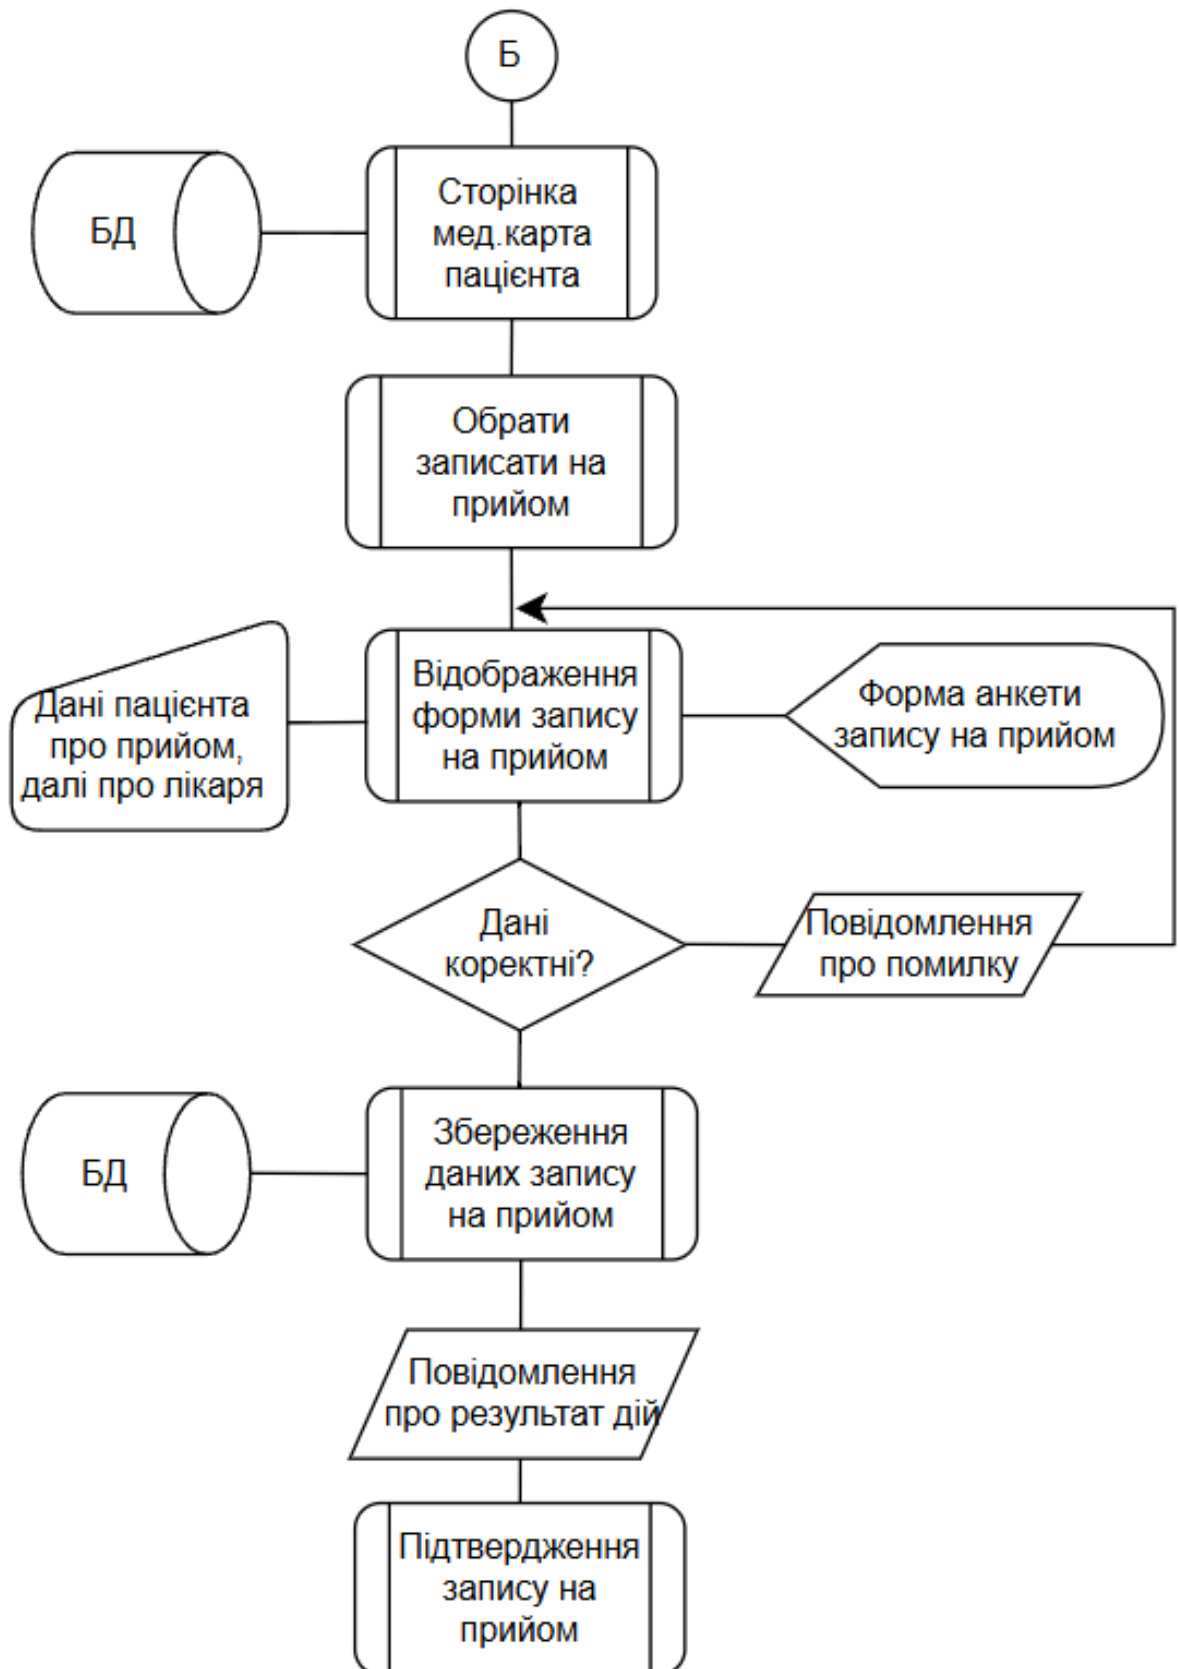 Б
БД
Сторінка
мед.карта
пацієнта
Обрати
записати на
прийом
Дані пацієнта
про прийом,
далі про лікаря
Відображення
форми запису
на прийом
Форма анкети
запису на прийом
Дані
коректні?
Повідомлення
про помилку
БД
Збереження
даних запису
на прийом
Повідомлення
про результат дій
Підтвердження
запису на
прийом